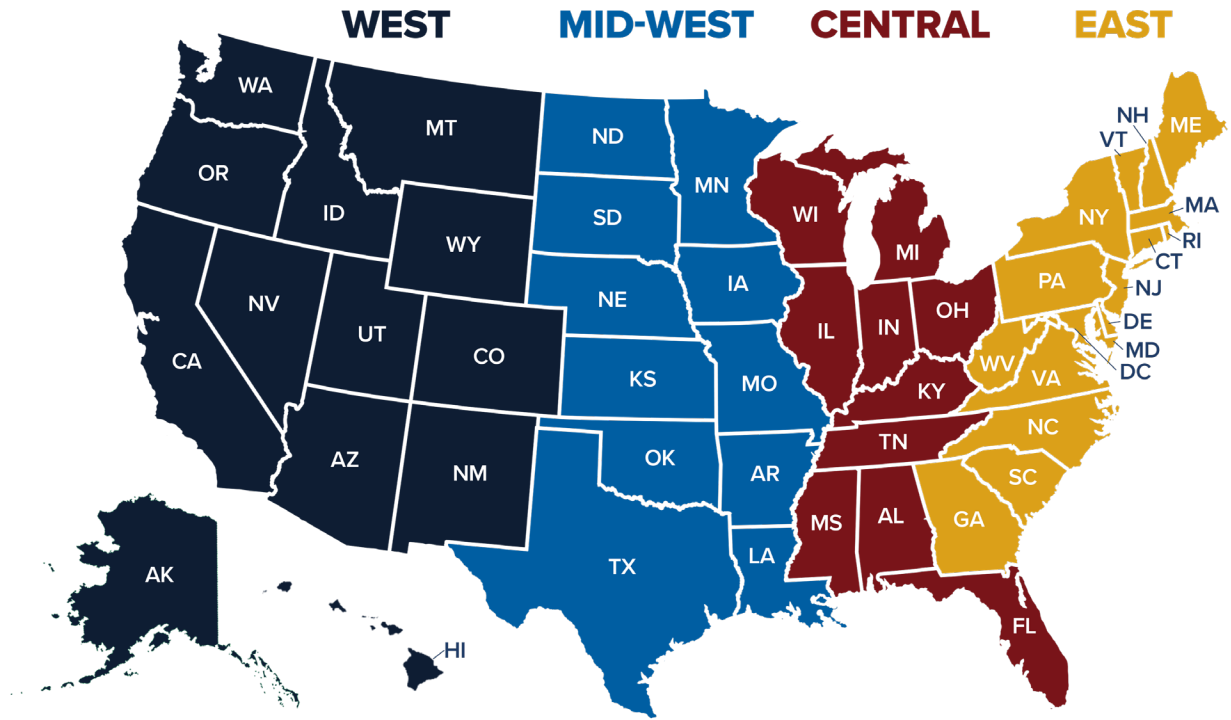 WEST MID-WEST CENTRAL EAST
WA
MT
ND
MN
NH
ME
VT
OR
ID
SD
WI
NY
MA
WY
MI
RI
CT
NV
NE
IA
PA
NJ
UT
CO
IL
IN
OH
DE
CA
KS
MO
WV
VA
MD
DC
KY
AZ
NM
OK
AR
TN
NC
SC
MS
AL
GA
TX
LA
AK
HI
FL